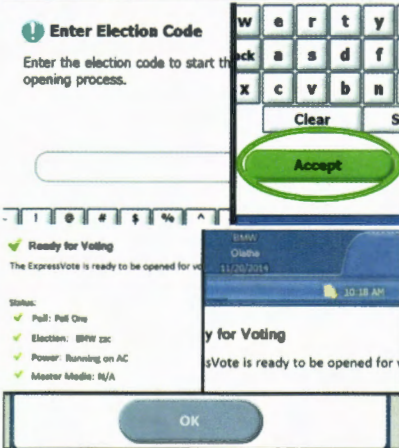 Enter Election Code
Enter the election code to start th
opening process.
w e r t y
ck a s d f
x c v b n
Clear S
Accept
- ! @ # $ % ^
Ready for Voting
The ExpressVote is ready to be opened for vo
Status:
Poll: Poll One
Election: BMW
Power: Running on AC
Master Media: N/A
BMW
Olathe
11/20/2014
10:18 AM
y for Voting
sVote is ready to be opened for v
OK